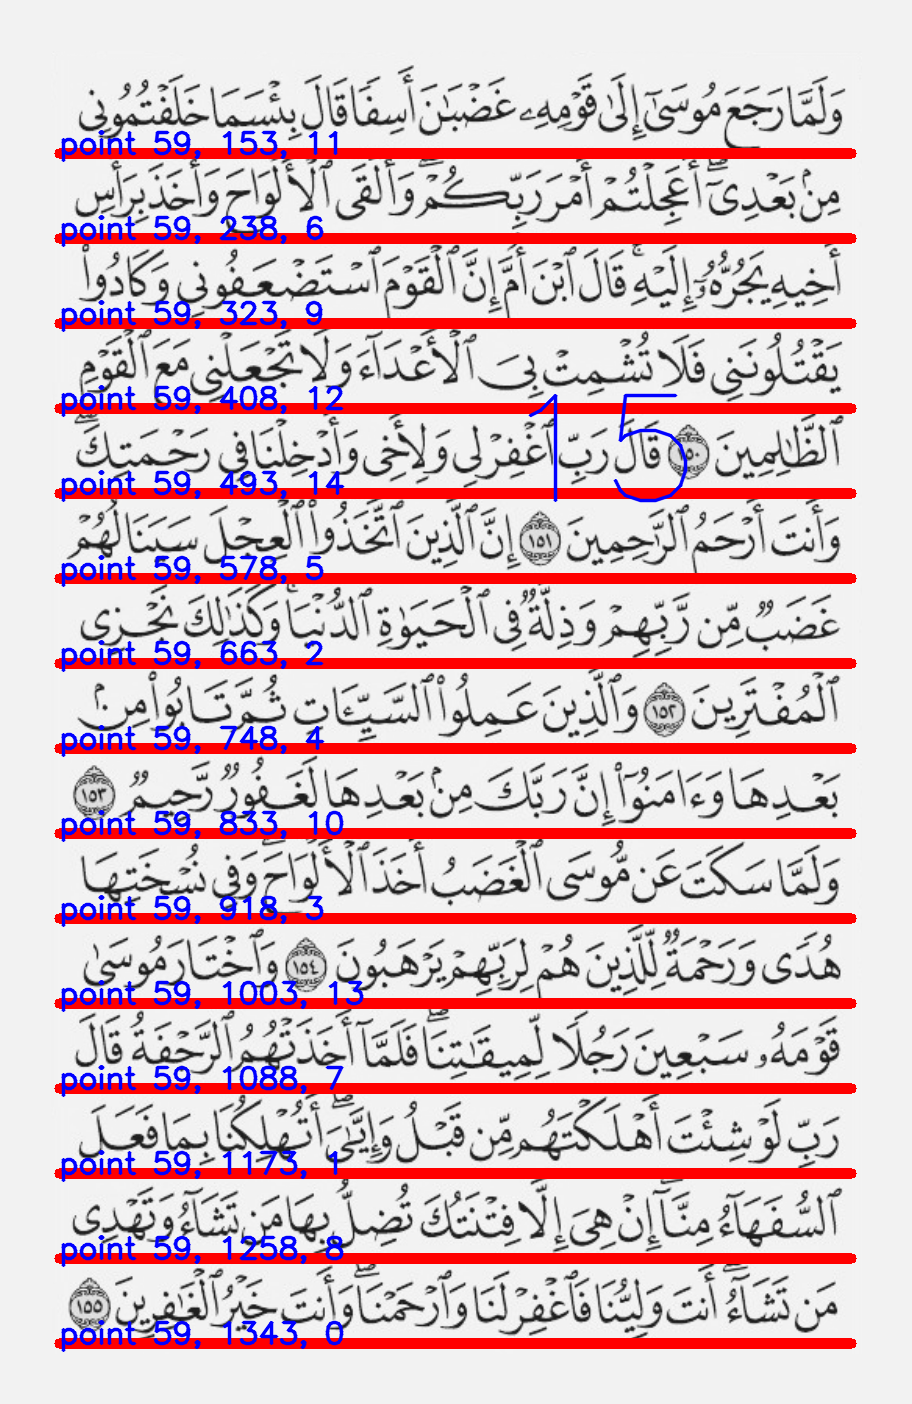 وَلَمَّا رَجَعَ مُوسَىٰٓ إِلَىٰ قَوْمِهِۦ غَضْبَـٰنَ أَسِفًا قَالَ بِئْسَمَا خَلَفْتُمُونِى
point 59, 153, 11
مِنۢ بَعْدِىٓ ۖ أَعَجِلْتُمْ أَمْرَ رَبِّكُمْ ۖ وَأَلْقَى ٱلْأَلْوَاحَ وَأَخَذَ بِرَأْسِ
point 59, 238, 6
أَخِيهِ يَجُرُّهُۥٓ إِلَيْهِ ۚ قَالَ ٱبْنَ أُمَّ إِنَّ ٱلْقَوْمَ ٱسْتَضْعَفُونِى وَكَادُوا۟
point 59, 323, 9
يَقْتُلُونَنِى فَلَا تُشْمِتْ بِىَ ٱلْأَعْدَآءَ وَلَا تَجْعَلْنِى مَعَ ٱلْقَوْمِ
point 59, 408, 12
ٱلظَّـٰلِمِينَ ١٥٠ قَالَ رَبِّ ٱغْفِرْ لِى وَلِأَخِى وَأَدْخِلْنَا فِى رَحْمَتِكَ ۖ
15
point 59, 493, 14
وَأَنتَ أَرْحَمُ ٱلرَّٰحِمِينَ ١٥١ إِنَّ ٱلَّذِينَ ٱتَّخَذُوا۟ ٱلْعِجْلَ سَيَنَالُهُمْ
point 59, 578, 5
غَضَبٌ مِّن رَّبِّهِمْ وَذِلَّةٌ فِى ٱلْحَيَوٰةِ ٱلدُّنْيَا ۚ وَكَذَٰلِكَ نَجْزِى
point 59, 663, 2
ٱلْمُفْتَرِينَ ١٥٢ وَٱلَّذِينَ عَمِلُوا۟ ٱلسَّيِّـَٔاتِ ثُمَّ تَابُوا۟ مِنۢ
point 59, 748, 4
بَعْدِهَا وَءَامَنُوٓا۟ إِنَّ رَبَّكَ مِنۢ بَعْدِهَا لَغَفُورٌ رَّحِيمٌ ١٥٣
point 59, 833, 10
وَلَمَّا سَكَتَ عَن مُّوسَى ٱلْغَضَبُ أَخَذَ ٱلْأَلْوَاحَ ۖ وَفِى نُسْخَتِهَا
point 59, 918, 3
هُدًى وَرَحْمَةٌ لِّلَّذِينَ هُمْ لِرَبِّهِمْ يَرْهَبُونَ ١٥٤ وَٱخْتَارَ مُوسَىٰ
point 59, 1003, 13
قَوْمَهُۥ سَبْعِينَ رَجُلًا لِّمِيقَـٰتِنَا ۖ فَلَمَّآ أَخَذَتْهُمُ ٱلرَّجْفَةُ قَالَ
point 59, 1088, 7
رَبِّ لَوْ شِئْتَ أَهْلَكْتَهُم مِّن قَبْلُ وَإِيَّـٰىَ ۖ أَتُهْلِكُنَا بِمَا فَعَلَ
point 59, 1173, 1
ٱلسُّفَهَآءُ مِنَّآ ۖ إِنْ هِىَ إِلَّا فِتْنَتُكَ تُضِلُّ بِهَا مَن تَشَآءُ وَتَهْدِى
point 59, 1258, 8
مَن تَشَآءُ ۖ أَنتَ وَلِيُّنَا فَٱغْفِرْ لَنَا وَٱرْحَمْنَا ۖ وَأَنتَ خَيْرُ ٱلْغَـٰفِرِينَ ١٥٥
point 59, 1343, 0